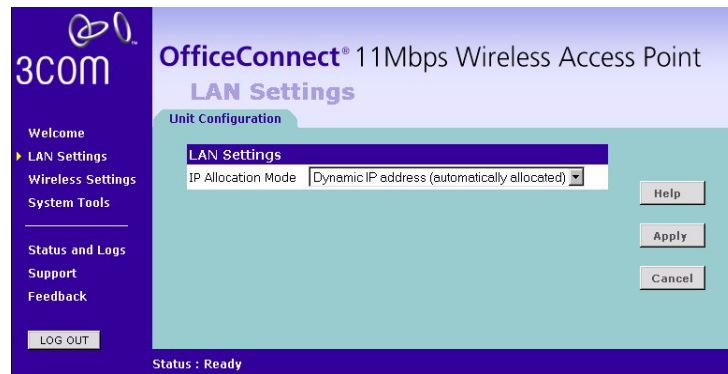 3COM
OfficeConnect® 11Mbps Wireless Access Point
LAN Settings
Unit Configuration
Welcome
LAN Settings
Wireless Settings
System Tools
Status and Logs
Support
Feedback
LOG OUT
LAN Settings
IP Allocation Mode Dynamic IP address (automatically allocated)
Help
Apply
Cancel
Status : Ready